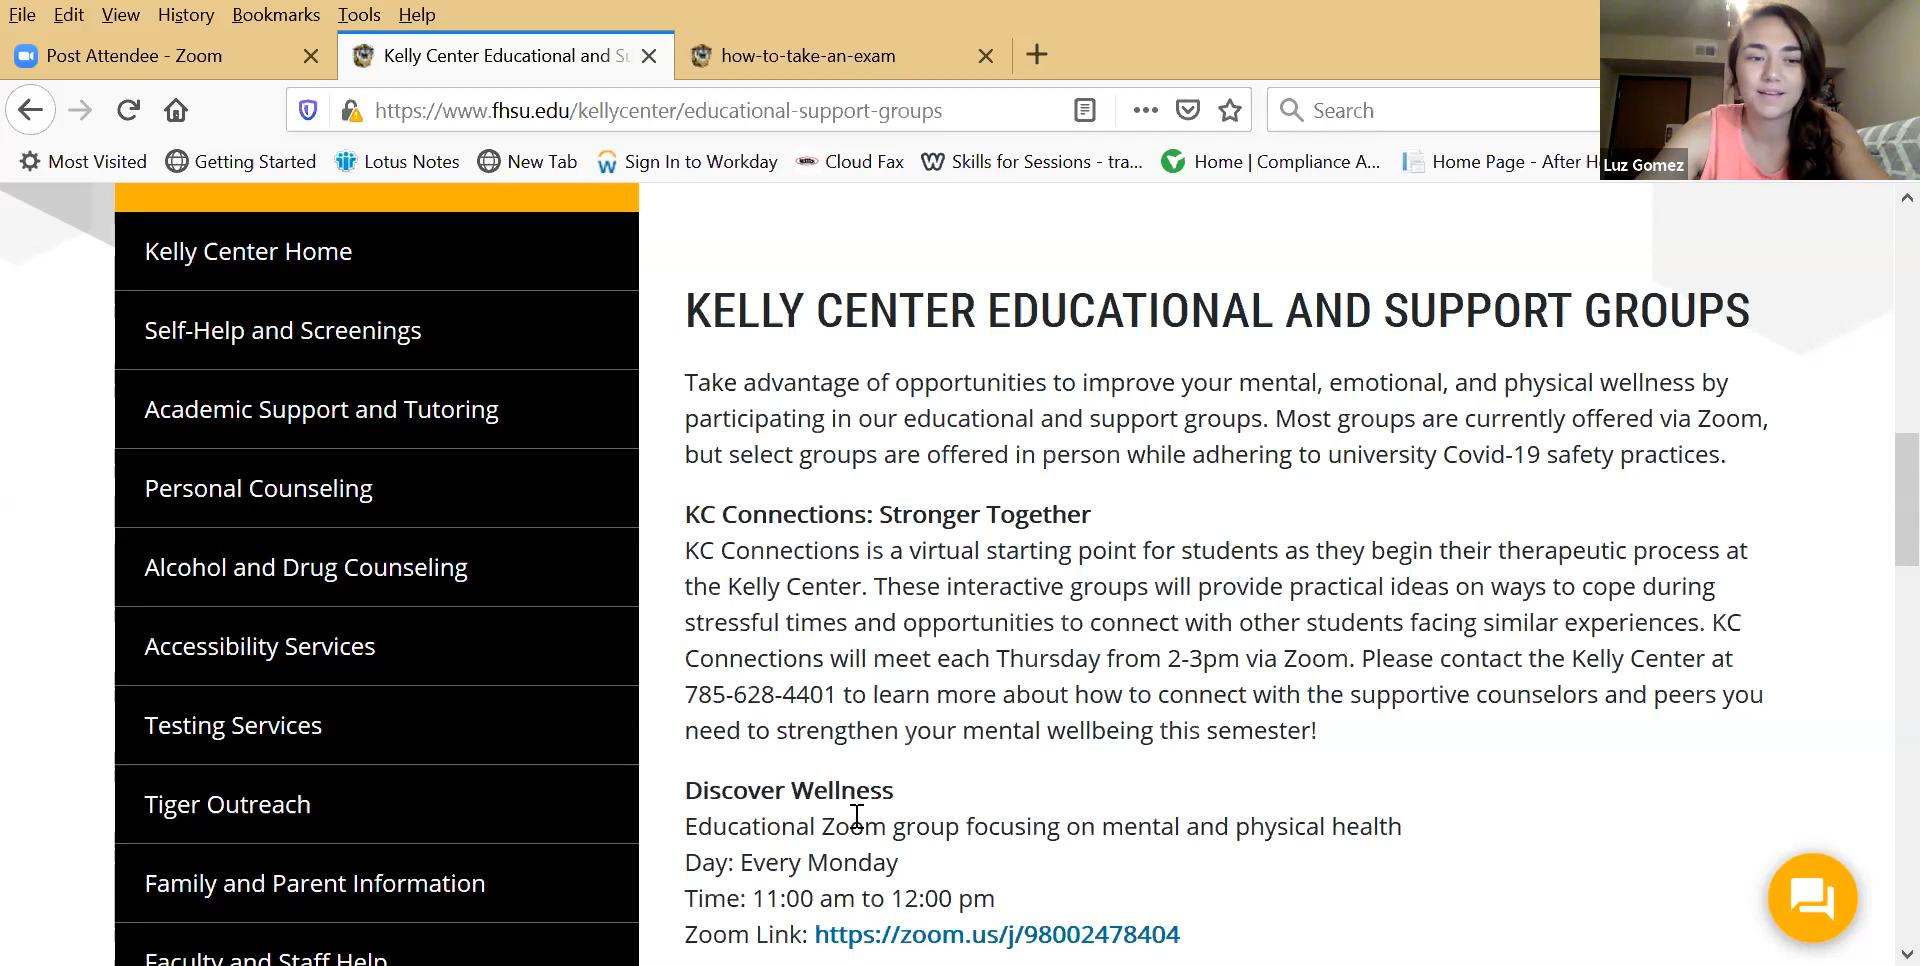 File Edit View History Bookmarks Tools Help
Post Attendee - Zoom
Kelly Center Educational and Su
how-to-take-an-exam
https://www.fhsu.edu/kellycenter/educational-support-groups
Search
Most Visited Getting Started Lotus Notes New Tab Sign In to Workday Cloud Fax Skills for Sessions - tra... Home | Compliance A... Home Page - After H
Luz Gomez
Kelly Center Home
Self-Help and Screenings
Academic Support and Tutoring
Personal Counseling
Alcohol and Drug Counseling
Accessibility Services
Testing Services
Tiger Outreach
Family and Parent Information
Faculty and Staff Help
KELLY CENTER EDUCATIONAL AND SUPPORT GROUPS
Take advantage of opportunities to improve your mental, emotional, and physical wellness by
participating in our educational and support groups. Most groups are currently offered via Zoom,
but select groups are offered in person while adhering to university Covid-19 safety practices.
KC Connections: Stronger Together
KC Connections is a virtual starting point for students as they begin their therapeutic process at
the Kelly Center. These interactive groups will provide practical ideas on ways to cope during
stressful times and opportunities to connect with other students facing similar experiences. KC
Connections will meet each Thursday from 2-3pm via Zoom. Please contact the Kelly Center at
785-628-4401 to learn more about how to connect with the supportive counselors and peers you
need to strengthen your mental wellbeing this semester!
Discover Wellness
Educational Zoom group focusing on mental and physical health
Day: Every Monday
Time: 11:00 am to 12:00 pm
Zoom Link: https://zoom.us/j/98002478404